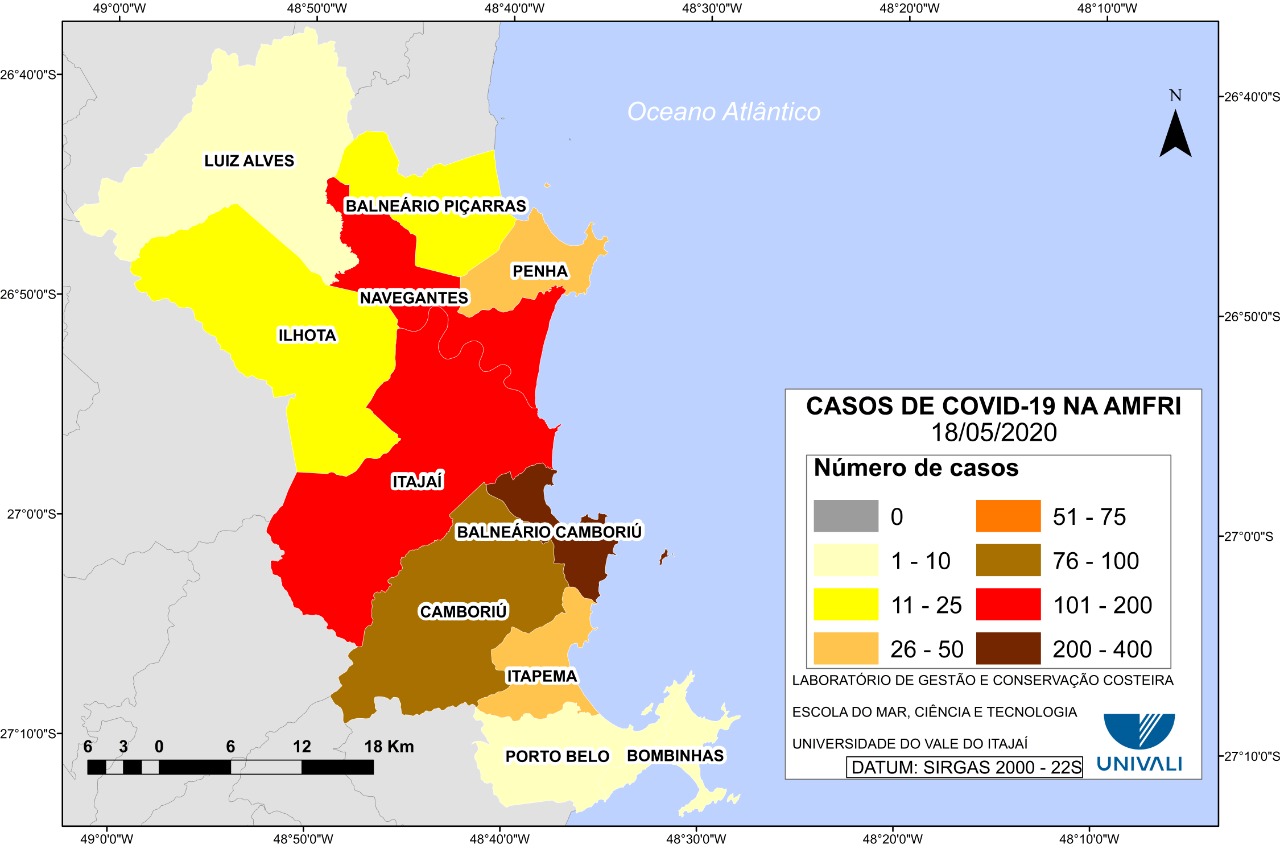 49°0'0"W 48°50'0"W 48°40'0"W 48°30'0"W 48°20'0"W 48°10'0"W
26°40'0"S
26°40'0"S
N
Oceano Atlântico
LUIZ ALVES
BALNEÁRIO PIÇARRAS
PENHA
NAVEGANTES
26°50'0"S
26°50'0"S
ILHOTA
ITAJAÍ
27°0'0"S
27°0'0"S
BALNEÁRIO CAMBORIÚ
CAMBORIÚ
ITAPEMA
PORTO BELO
BOMBINHAS
27°10'0"S
27°10'0"S
6 3 0 6 12 18 Km
CASOS DE COVID-19 NA AMFRI
18/05/2020
Número de casos
0
1 - 10
11 - 25
26 - 50
51 - 75
76 - 100
101 - 200
200 - 400
LABORATÓRIO DE GESTÃO E CONSERVAÇÃO COSTEIRA
ESCOLA DO MAR, CIÊNCIA E TECNOLOGIA
UNIVERSIDADE DO VALE DO ITAJAÍ
DATUM: SIRGAS 2000 - 22S
UNIVALI
49°0'0"W 48°50'0"W 48°40'0"W 48°30'0"W 48°20'0"W 48°10'0"W